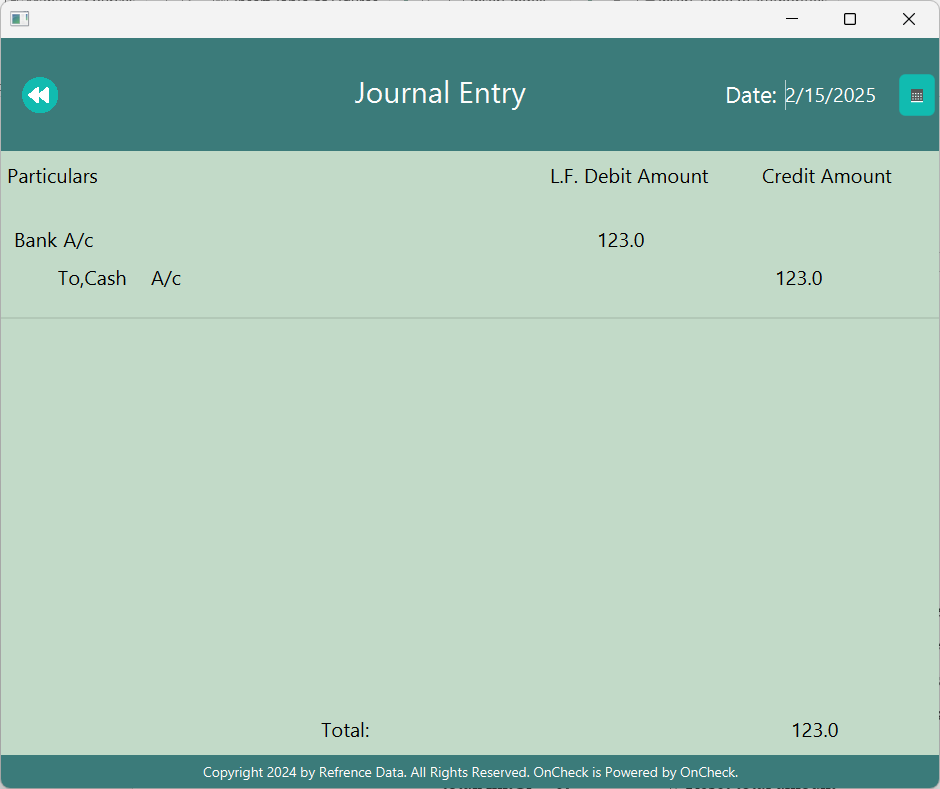 Journal Entry
Date: 2/15/2025
Particulars L.F. Debit Amount Credit Amount
Bank A/c 123.0
To,Cash A/c 123.0
Total: 123.0
Copyright 2024 by Refrence Data. All Rights Reserved. OnCheck is Powered by OnCheck.